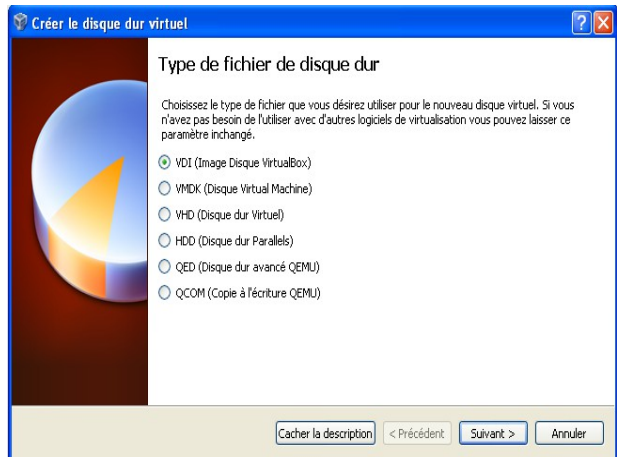 Créer le disque dur virtuel
Type de fichier de disque dur
Choisissez le type de fichier que vous désirez utiliser pour le nouveau disque virtuel. Si vous
n'avez pas besoin de l'utiliser avec d'autres logiciels de virtualisation vous pouvez laisser ce
paramètre inchangé.
VDI (Image Disque VirtualBox)
VMDK (Disque Virtual Machine)
VHD (Disque dur Virtuel)
HDD (Disque dur Parallels)
QED (Disque dur avancé QEMU)
QCOM (Copie à l'écriture QEMU)
Cacher la description < Précédent Suivant > Annuler